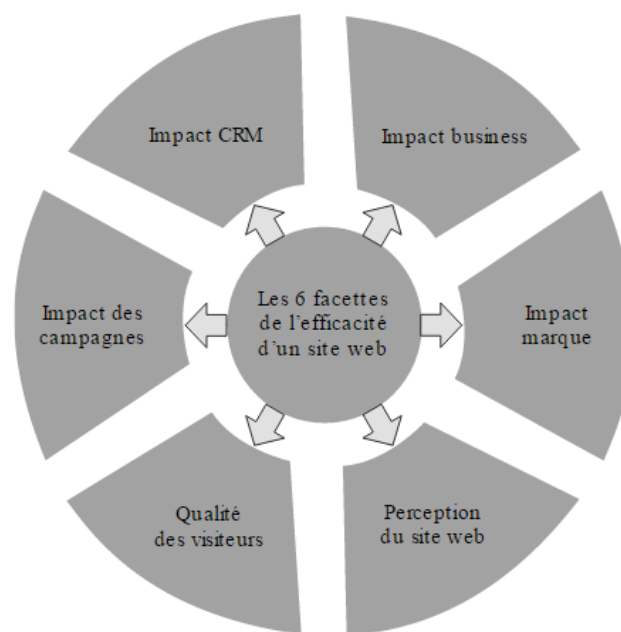 Impact CRM
Impact business
Impact des
campagnes
Les 6 facettes
de l’efficacité
d’un site web
Impact
marque
Qualité
des visiteurs
Perception
du site web